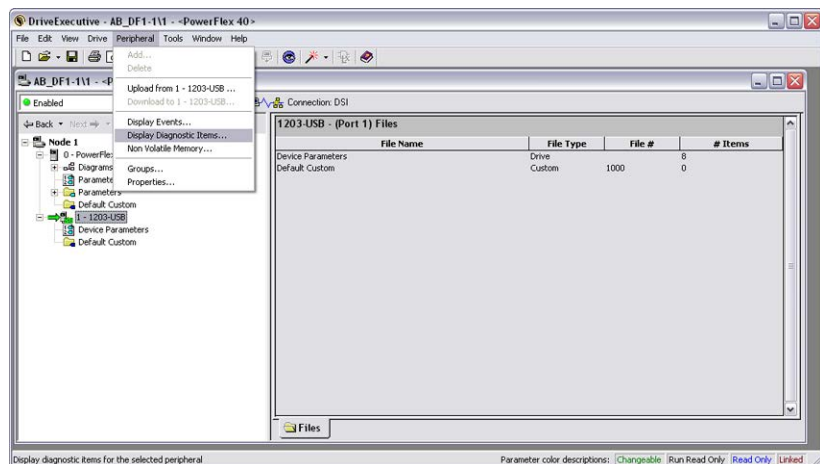 DriveExecutive - AB_DF1-1\1 - <PowerFlex 40>
File Edit View Drive Peripheral Tools Window Help
Add...
Delete
Upload from 1 - 1203-USB ...
Download to 1 - 1203-USB...
Display Events...
Display Diagnostic Items...
Non Volatile Memory...
Groups...
Properties...
AB_DF1-1\1 - <P
Enabled
Connection: DSI
Back Next
Node 1
0 - PowerFle
Diagrams
Paramete
Parameters
Default Custom
1 - 1203-USB
Device Parameters
Default Custom
1203-USB - (Port 1) Files
File Name File Type File # # Items
Device Parameters Drive 8
Default Custom Custom 1000 0
Files
Display diagnostic items for the selected peripheral
Parameter color descriptions: Changeable Run Read Only Read Only Linked